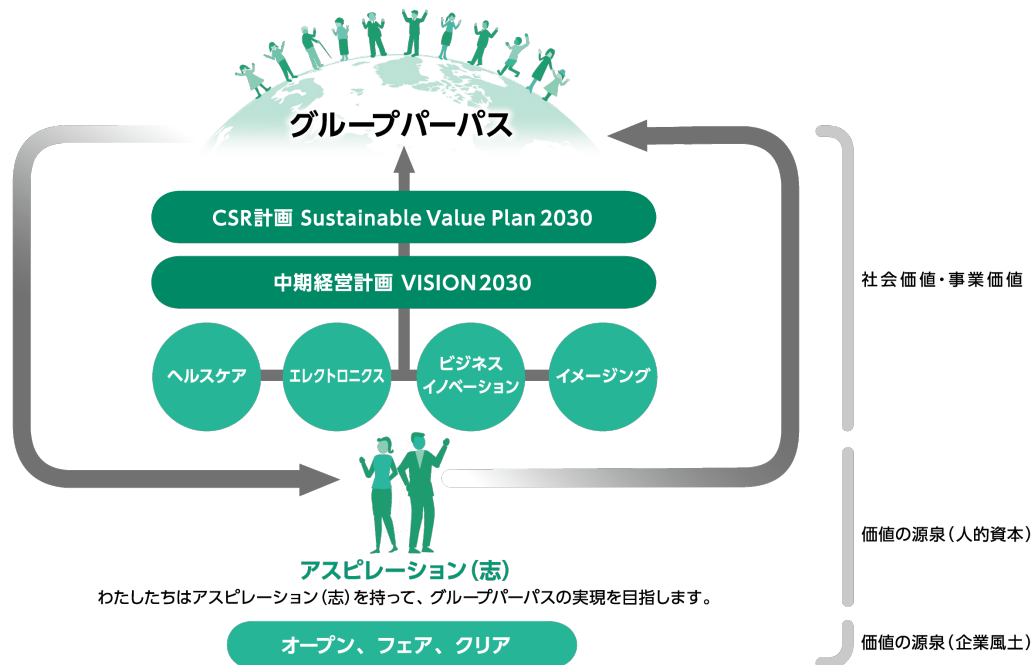 グループパーパス
CSR計画 Sustainable Value Plan 2030
中期経営計画 VISION 2030
ヘルスケア
エレクトロニクス
ビジネス
イノベーション
イメージング
社会価値・事業価値
アスピレーション(志)
わたしたちはアスピレーション(志)を持って、グループパーパスの実現を目指します。
価値の源泉(人的資本)
オープン、フェア、クリア
価値の源泉(企業風土)